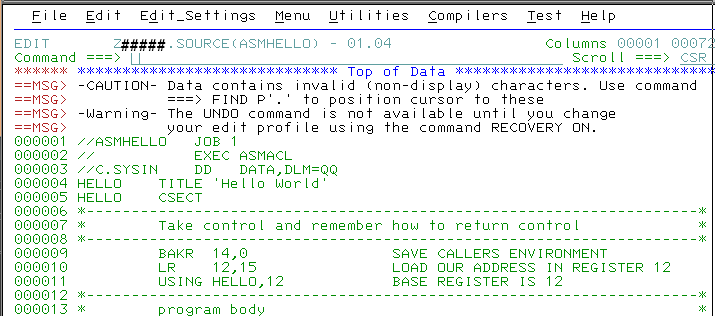 File  Edit  Edit_Settings  Menu  Utilities  Compilers  Test  Help
EDIT       Z#####.SOURCE(ASMHELLO) - 01.04                  Columns 00001 00072
Command ===>                                                  Scroll ===> CSR
****** **************************** Top of Data ******************************
==MSG> -CAUTION- Data contains invalid (non-display) characters. Use command
==MSG>           ===> FIND P'.' to position cursor to these
==MSG> -Warning- The UNDO command is not available until you change
==MSG>           your edit profile using the command RECOVERY ON.
000001 //ASMHELLO   JOB 1
000002 //           EXEC ASMACL
000003 //C.SYSIN    DD   DATA,DLM=QQ
000004 HELLO    TITLE 'Hello World'
000005 HELLO    CSECT
000006 *---------------------------------------------------------------------*
000007 *        Take control and remember how to return control              *
000008 *---------------------------------------------------------------------*
000009          BAKR  14,0                SAVE CALLERS ENVIRONMENT
000010          LR    12,15               LOAD OUR ADDRESS IN REGISTER 12
000011          USING HELLO,12            BASE REGISTER IS 12
000012 *---------------------------------------------------------------------*
000013 *        program body                                                 *